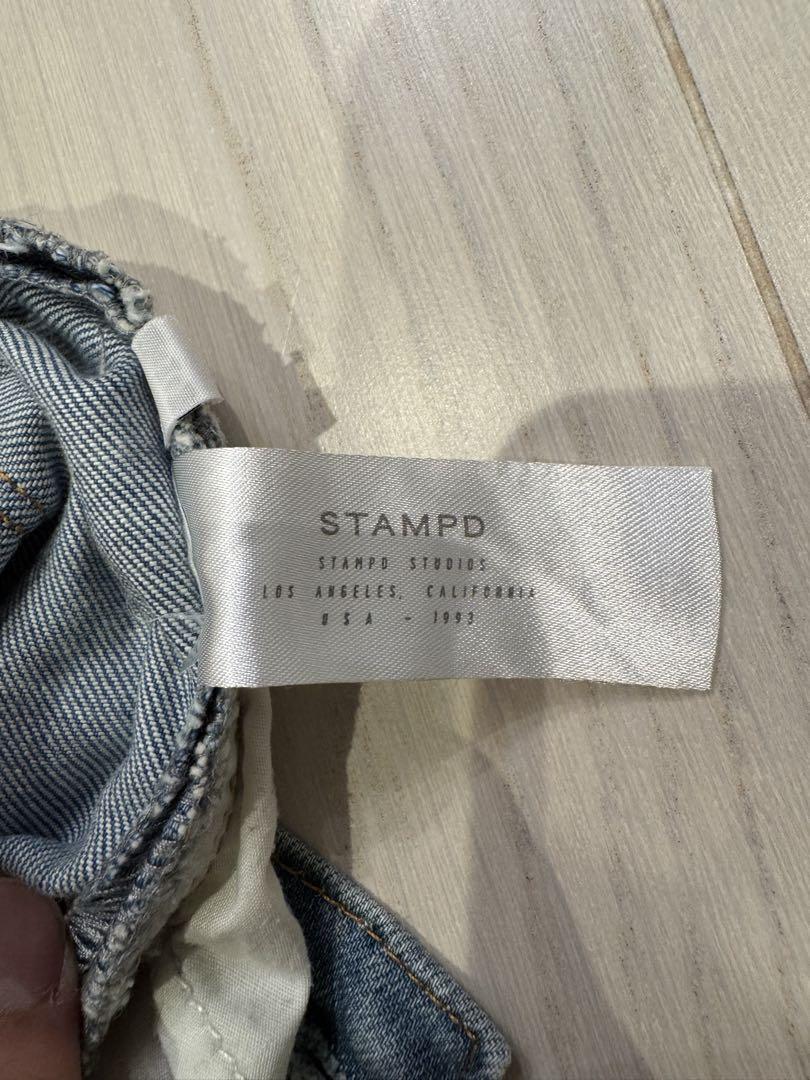 STAMPD
STAMPD STUDIOS
LOS ANGELES, CALIFORNIA
USA - 1993